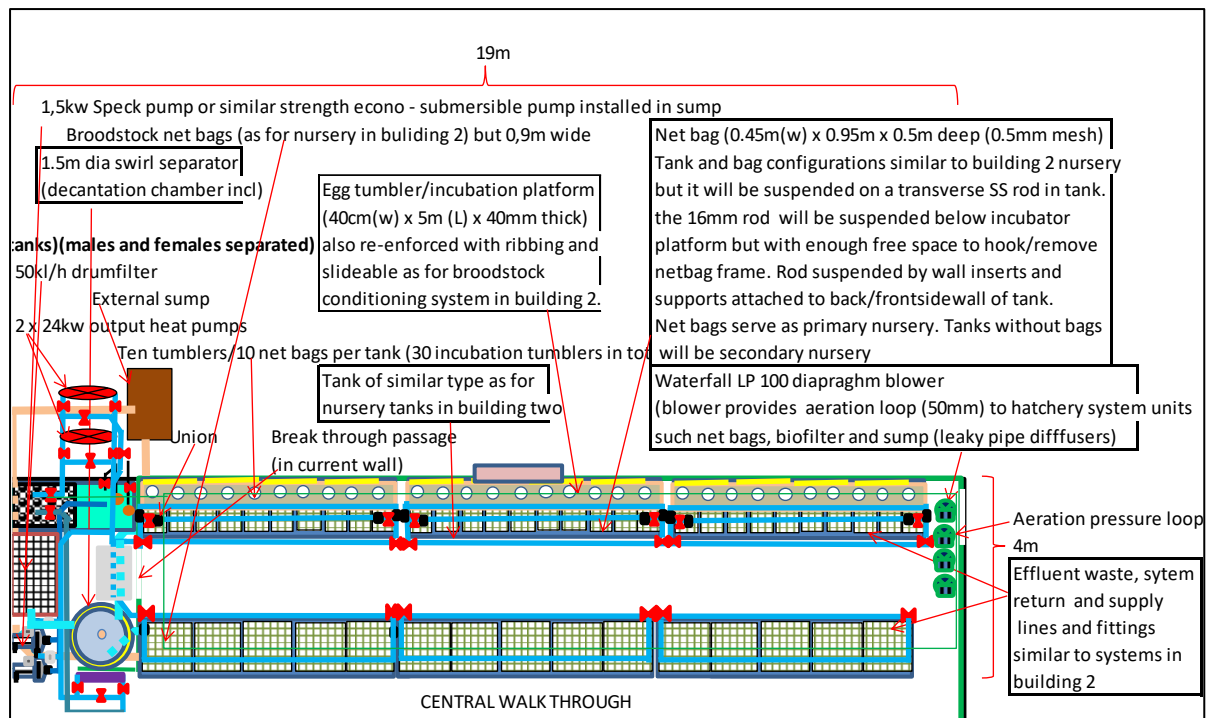 19m
1,5kw Speck pump or similar strength econo - submersible pump installed in sump
Broodstock net bags (as for nursery in buliding 2) but 0,9m wide
1.5m dia swirl separator
(decantation chamber incl)
Egg tumbler/incubation platform
(40cm(w) x 5m (L) x 40mm thick)
also re-enforced with ribbing and
slideable as for broodstock
conditioning system in building 2.
Net bag (0.45m(w) x 0.95m x 0.5m deep (0.5mm mesh)
Tank and bag configurations similar to building 2 nursery
but it will be suspended on a transverse SS rod in tank.
the 16mm rod will be suspended below incubator
platform but with enough free space to hook/remove
netbag frame. Rod suspended by wall inserts and
supports attached to back/frontsidewall of tank.
Net bags serve as primary nursery. Tanks without bags
will be secondary nursery
tanks)(males and females separated)
50kl/h drumfilter
External sump
2 x 24kw output heat pumps
Ten tumblers/10 net bags per tank (30 incubation tumblers in tot
Tank of similar type as for
nursery tanks in building two
Waterfall LP 100 diapraghm blower
(blower provides aeration loop (50mm) to hatchery system units
such net bags, biofilter and sump (leaky pipe difffusers)
Union
Break through passage
(in current wall)
Aeration pressure loop
4m
Effluent waste, sytem
return and supply
lines and fittings
similar to systems in
building 2
CENTRAL WALK THROUGH